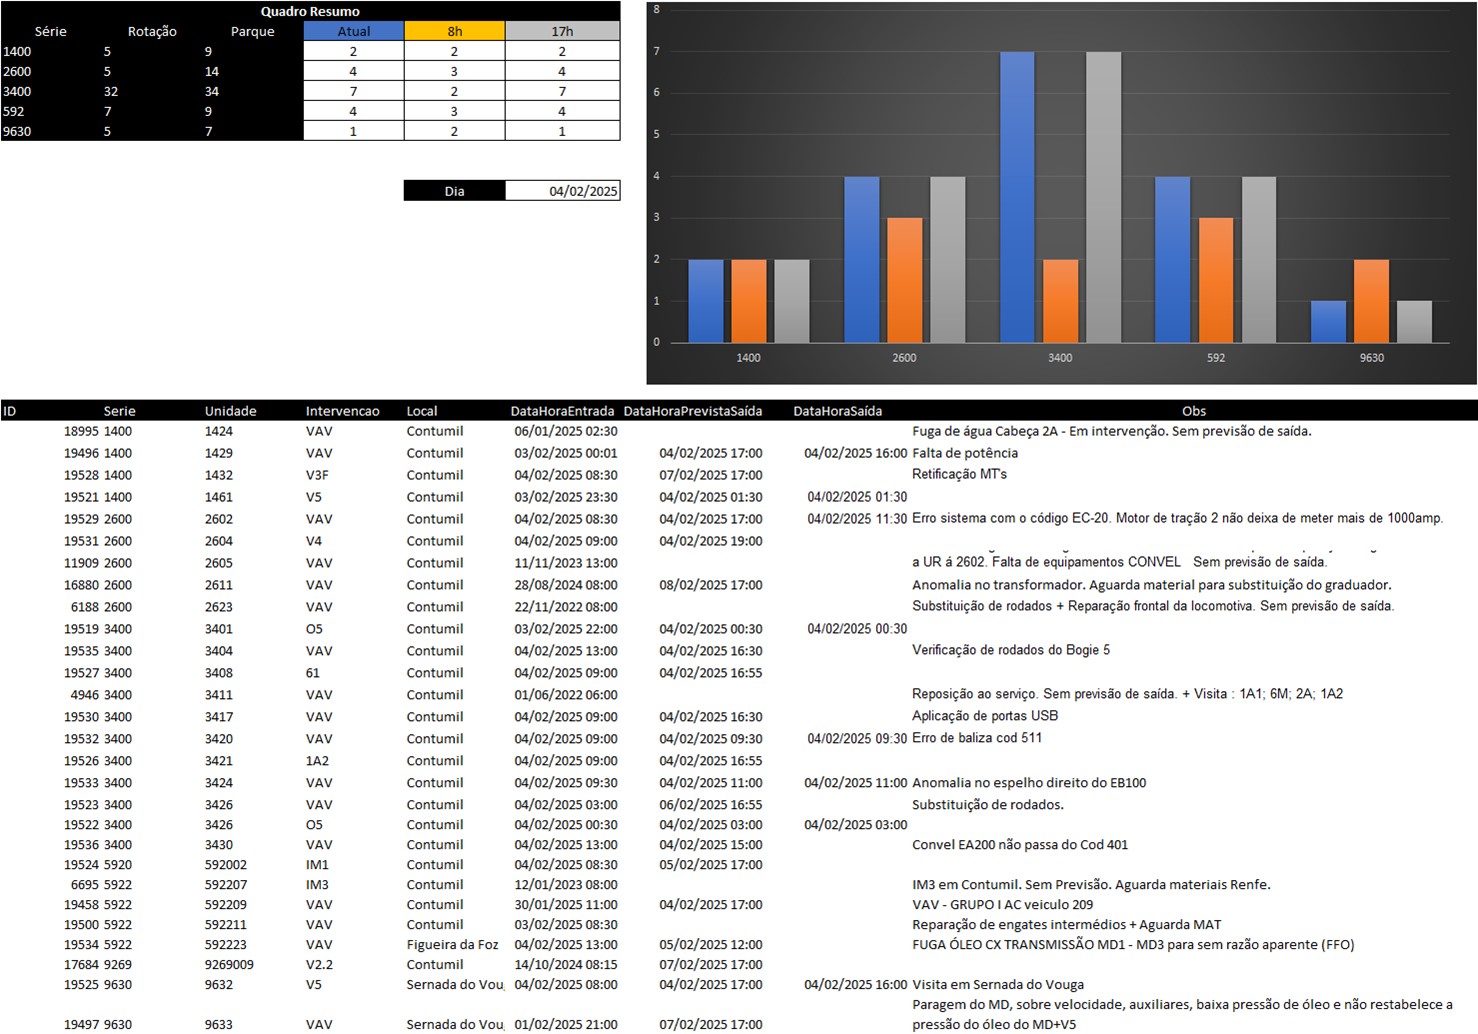 Quadro Resumo
Série Rotação Parque Atual 8h 17h
1400 5 9 2 2 2
2600 5 14 4 3 4
3400 32 34 7 2 7
592 7 9 4 3 4
9630 5 7 1 2 1
Dia 04/02/2025
8
7
6
5
4
3
2
1
0
1400 2600 3400 592 9630
ID Serie Unidade Intervencao Local DataHoraEntrada DataHoraPrevistaSaída DataHoraSaída Obs
18995 1400 1424 VAV Contumil 06/01/2025 02:30 Fuga de água Cabeça 2A - Em intervenção. Sem previsão de saída.
19496 1400 1429 VAV Contumil 03/02/2025 00:01 04/02/2025 17:00 04/02/2025 16:00 Falta de potência
19528 1400 1432 V3F Contumil 04/02/2025 08:30 07/02/2025 17:00 Retificação MT's
19521 1400 1461 V5 Contumil 03/02/2025 23:30 04/02/2025 01:30 04/02/2025 01:30
19529 2600 2602 VAV Contumil 04/02/2025 08:30 04/02/2025 17:00 04/02/2025 11:30 Erro sistema com o código EC-20. Motor de tração 2 não deixa de meter mais de 1000amp.
19531 2600 2604 V4 Contumil 04/02/2025 09:00 04/02/2025 19:00
11909 2600 2605 VAV Contumil 11/11/2023 13:00 a UR á 2602. Falta de equipamentos CONVEL Sem previsão de saída.
16880 2600 2611 VAV Contumil 28/08/2024 08:00 08/02/2025 17:00 Anomalia no transformador. Aguarda material para substituição do graduador.
6188 2600 2623 VAV Contumil 22/11/2022 08:00 Substituição de rodados + Reparação frontal da locomotiva. Sem previsão de saída.
19519 3400 3401 O5 Contumil 03/02/2025 22:00 04/02/2025 00:30 04/02/2025 00:30
19535 3400 3404 VAV Contumil 04/02/2025 13:00 04/02/2025 16:30 Verificação de rodados do Bogie 5
19527 3400 3408 61 Contumil 04/02/2025 09:00 04/02/2025 16:55
4946 3400 3411 VAV Contumil 01/06/2022 06:00 Reposição ao serviço. Sem previsão de saída. + Visita : 1A1; 6M; 2A; 1A2
19530 3400 3417 VAV Contumil 04/02/2025 09:00 04/02/2025 16:30 Aplicação de portas USB
19532 3400 3420 VAV Contumil 04/02/2025 09:00 04/02/2025 09:30 04/02/2025 09:30 Erro de baliza cod 511
19526 3400 3421 1A2 Contumil 04/02/2025 09:00 04/02/2025 16:55
19533 3400 3424 VAV Contumil 04/02/2025 09:30 04/02/2025 11:00 04/02/2025 11:00 Anomalia no espelho direito do EB100
19523 3400 3426 VAV Contumil 04/02/2025 03:00 06/02/2025 16:55 Substituição de rodados.
19522 3400 3426 O5 Contumil 04/02/2025 00:30 04/02/2025 03:00 04/02/2025 03:00
19536 3400 3430 VAV Contumil 04/02/2025 13:00 04/02/2025 15:00 Convel EA200 não passa do Cod 401
19524 5920 592002 IM1 Contumil 04/02/2025 08:30 05/02/2025 17:00
6695 5922 592207 IM3 Contumil 12/01/2023 08:00 IM3 em Contumil. Sem Previsão. Aguarda materiais Renfe.
19458 5922 592209 VAV Contumil 30/01/2025 11:00 04/02/2025 17:00 VAV - GRUPO I AC veiculo 209
19500 5922 592211 VAV Contumil 03/02/2025 08:30 Reparação de engates intermédios + Aguarda MAT
19534 5922 592223 VAV Figueira da Foz 04/02/2025 13:00 05/02/2025 12:00 FUGA ÓLEO CX TRANSMISSÃO MD1 - MD3 para sem razão aparente (FFO)
17684 9269 9269009 V2.2 Contumil 14/10/2024 08:15 07/02/2025 17:00
19525 9630 9632 V5 Sernada do Vou 04/02/2025 08:00 04/02/2025 17:00 04/02/2025 16:00 Visita em Sernada do Vouga
Paragem do MD, sobre velocidade, auxiliares, baixa pressão de óleo e não restabelece a
19497 9630 9633 VAV Sernada do Vou 01/02/2025 21:00 07/02/2025 17:00 pressão do óleo do MD+V5